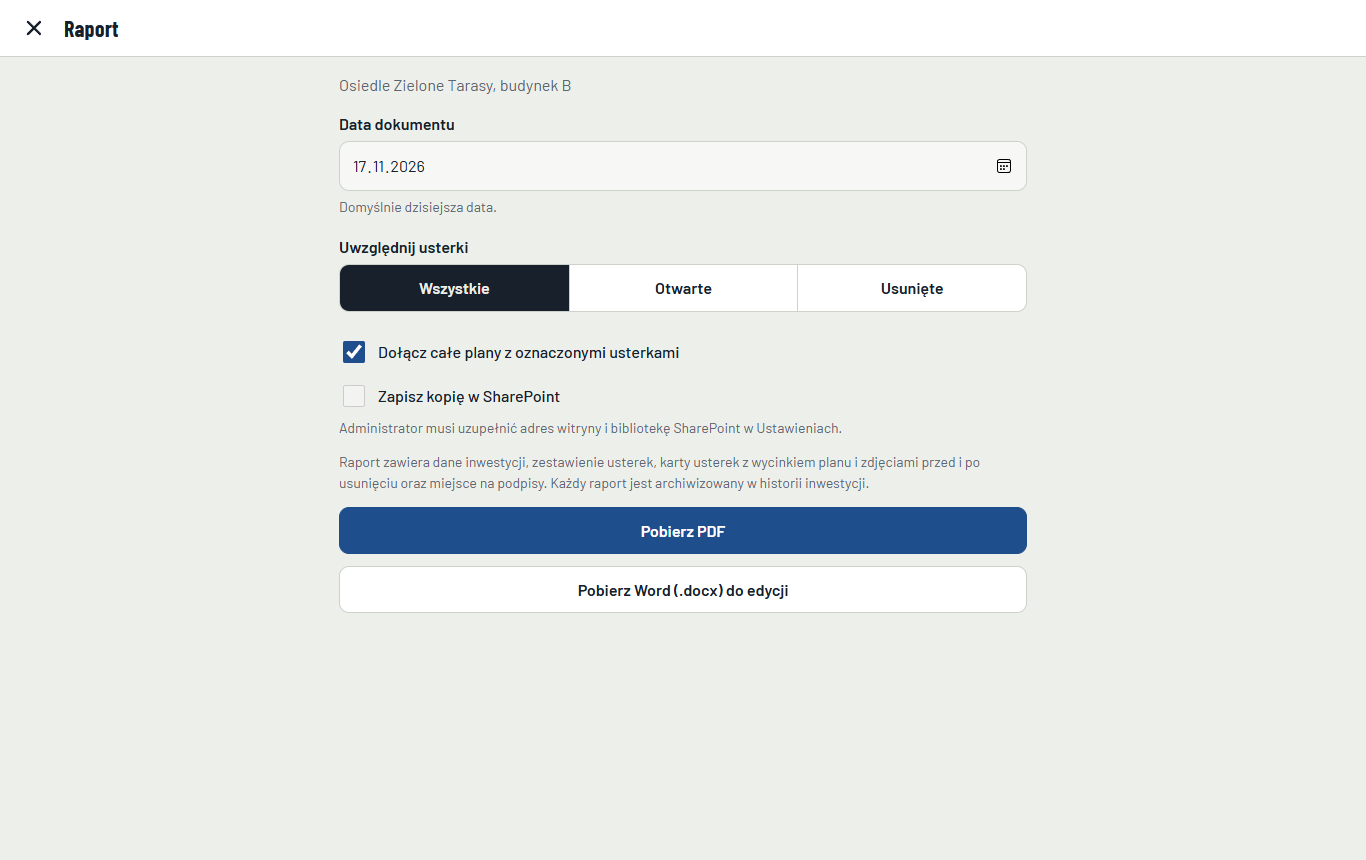 Raport
Osiedle Zielone Tarasy, budynek B
Data dokumentu
17.11.2026
Domyślnie dzisiejsza data.
Uwzględnij usterki
Wszystkie
Otwarte
Usunięte
Dołącz całe plany z oznaczonymi usterkami
Zapisz kopię w SharePoint
Administrator musi uzupełnić adres witryny i bibliotekę SharePoint w Ustawieniach.
Raport zawiera dane inwestycji, zestawienie usterek, karty usterek z wycinkiem planu i zdjęciami przed i po
usunięciu oraz miejsce na podpisy. Każdy raport jest archiwizowany w historii inwestycji.
Pobierz PDF
Pobierz Word (.docx) do edycji